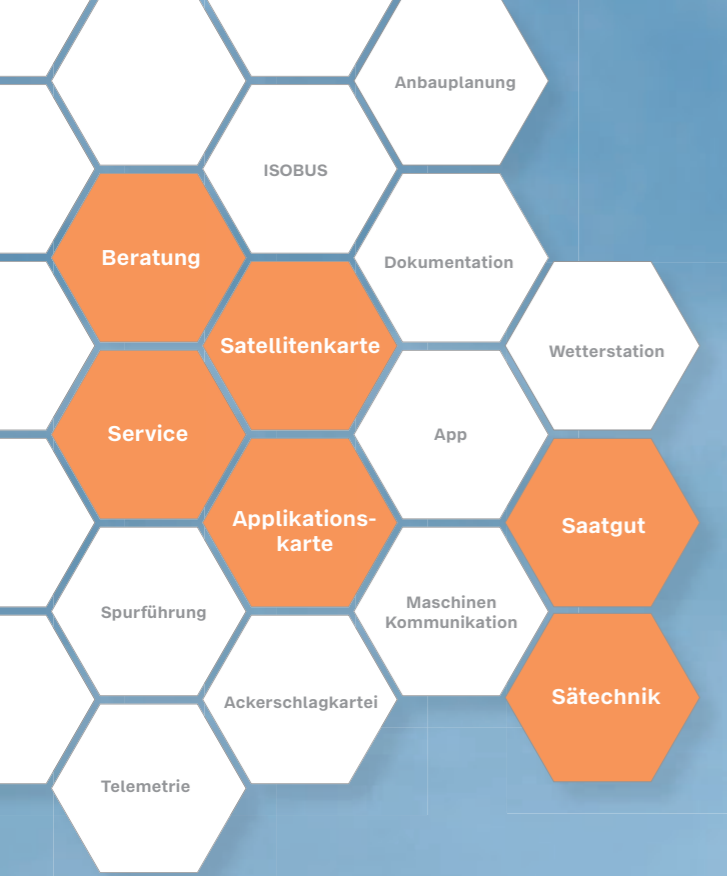 Anbauplanung
ISOBUS
Beratung
Dokumentation
Satellitenkarte
Wetterstation
Service
App
Applikations-
karte
Saatgut
Spurführung
Maschinen
Kommunikation
Ackerschlagkartei
Sätechnik
Telemetrie